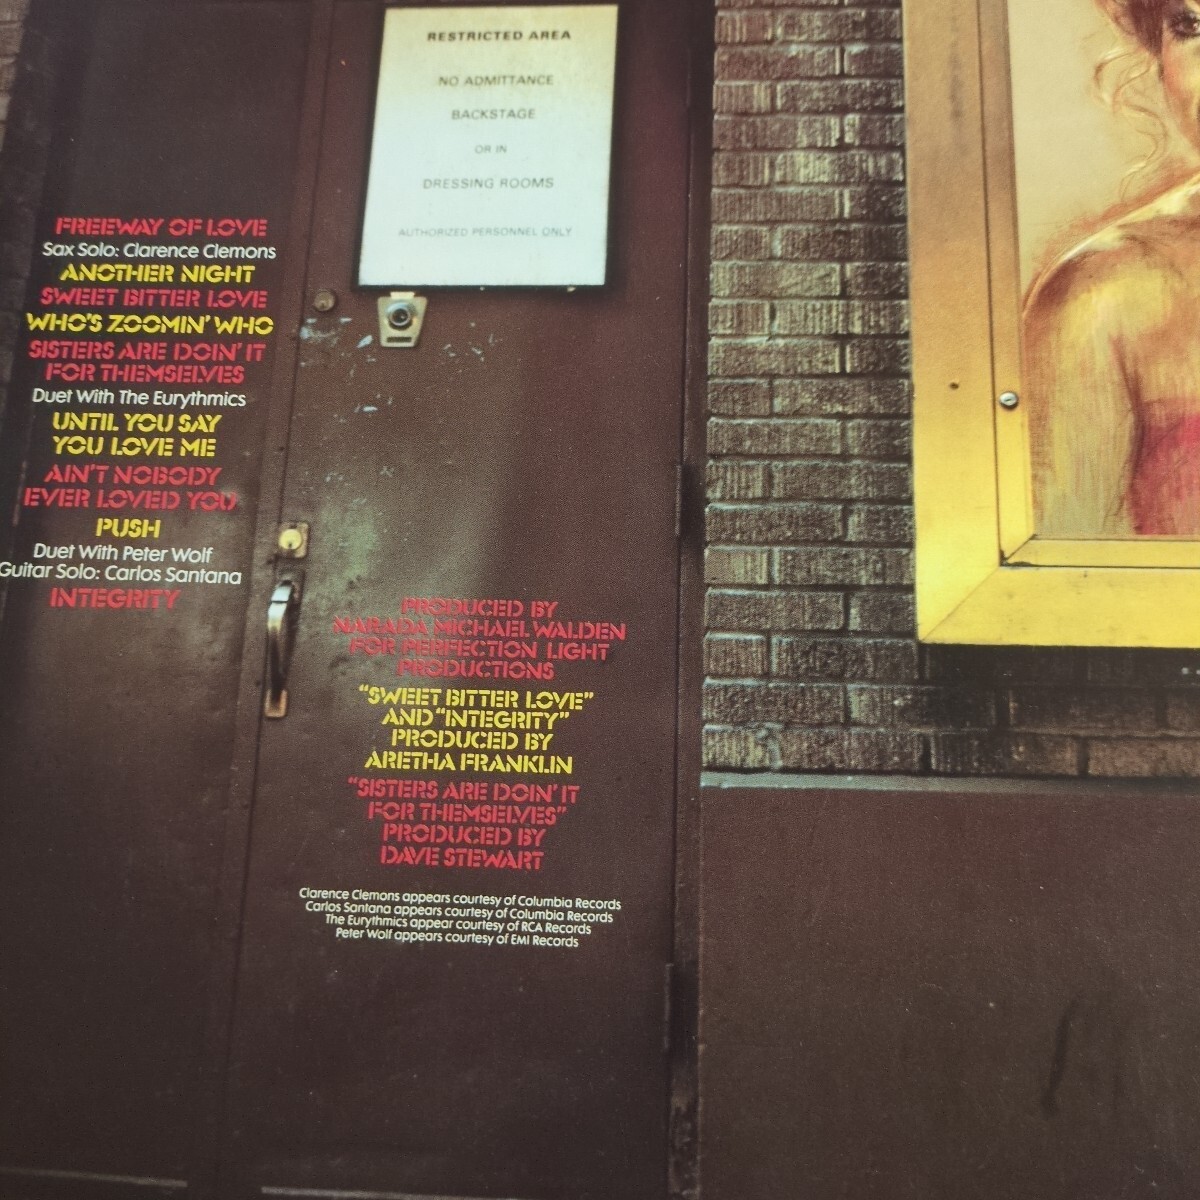 RESTRICTED AREA
NO ADMITTANCE
BACKSTAGE
OR IN
DRESSING ROOMS
AUTHORIZED PERSONNEL ONLY
FREEWAY OF LOVE
Sax Solo: Clarence Clemons
ANOTHER NIGHT
SWEET BITTER LOVE
WHO'S ZOOMIN' WHO
SISTERS ARE DOIN' IT
FOR THEMSELVES
Duet With The Eurythmics
UNTIL YOU SAY
YOU LOVE ME
AIN'T NOBODY
EVER LOVED YOU
PUSH
Duet With Peter Wolf
Guitar Solo: Carlos Santana
INTEGRITY
PRODUCED BY
NARADA MICHAEL WALDEN
FOR PERFECTION LIGHT
PRODUCTIONS
"SWEET BITTER LOVE"
AND "INTEGRITY"
PRODUCED BY
ARETHA FRANKLIN
"SISTERS ARE DOIN' IT
FOR THEMSELVES"
PRODUCED BY
DAVE STEWART
Clarence Clemons appears courtesy of Columbia Records
Carlos Santana appears courtesy of Columbia Records
The Eurythmics appear courtesy of RCA Records
Peter Wolf appears courtesy of EMI Records